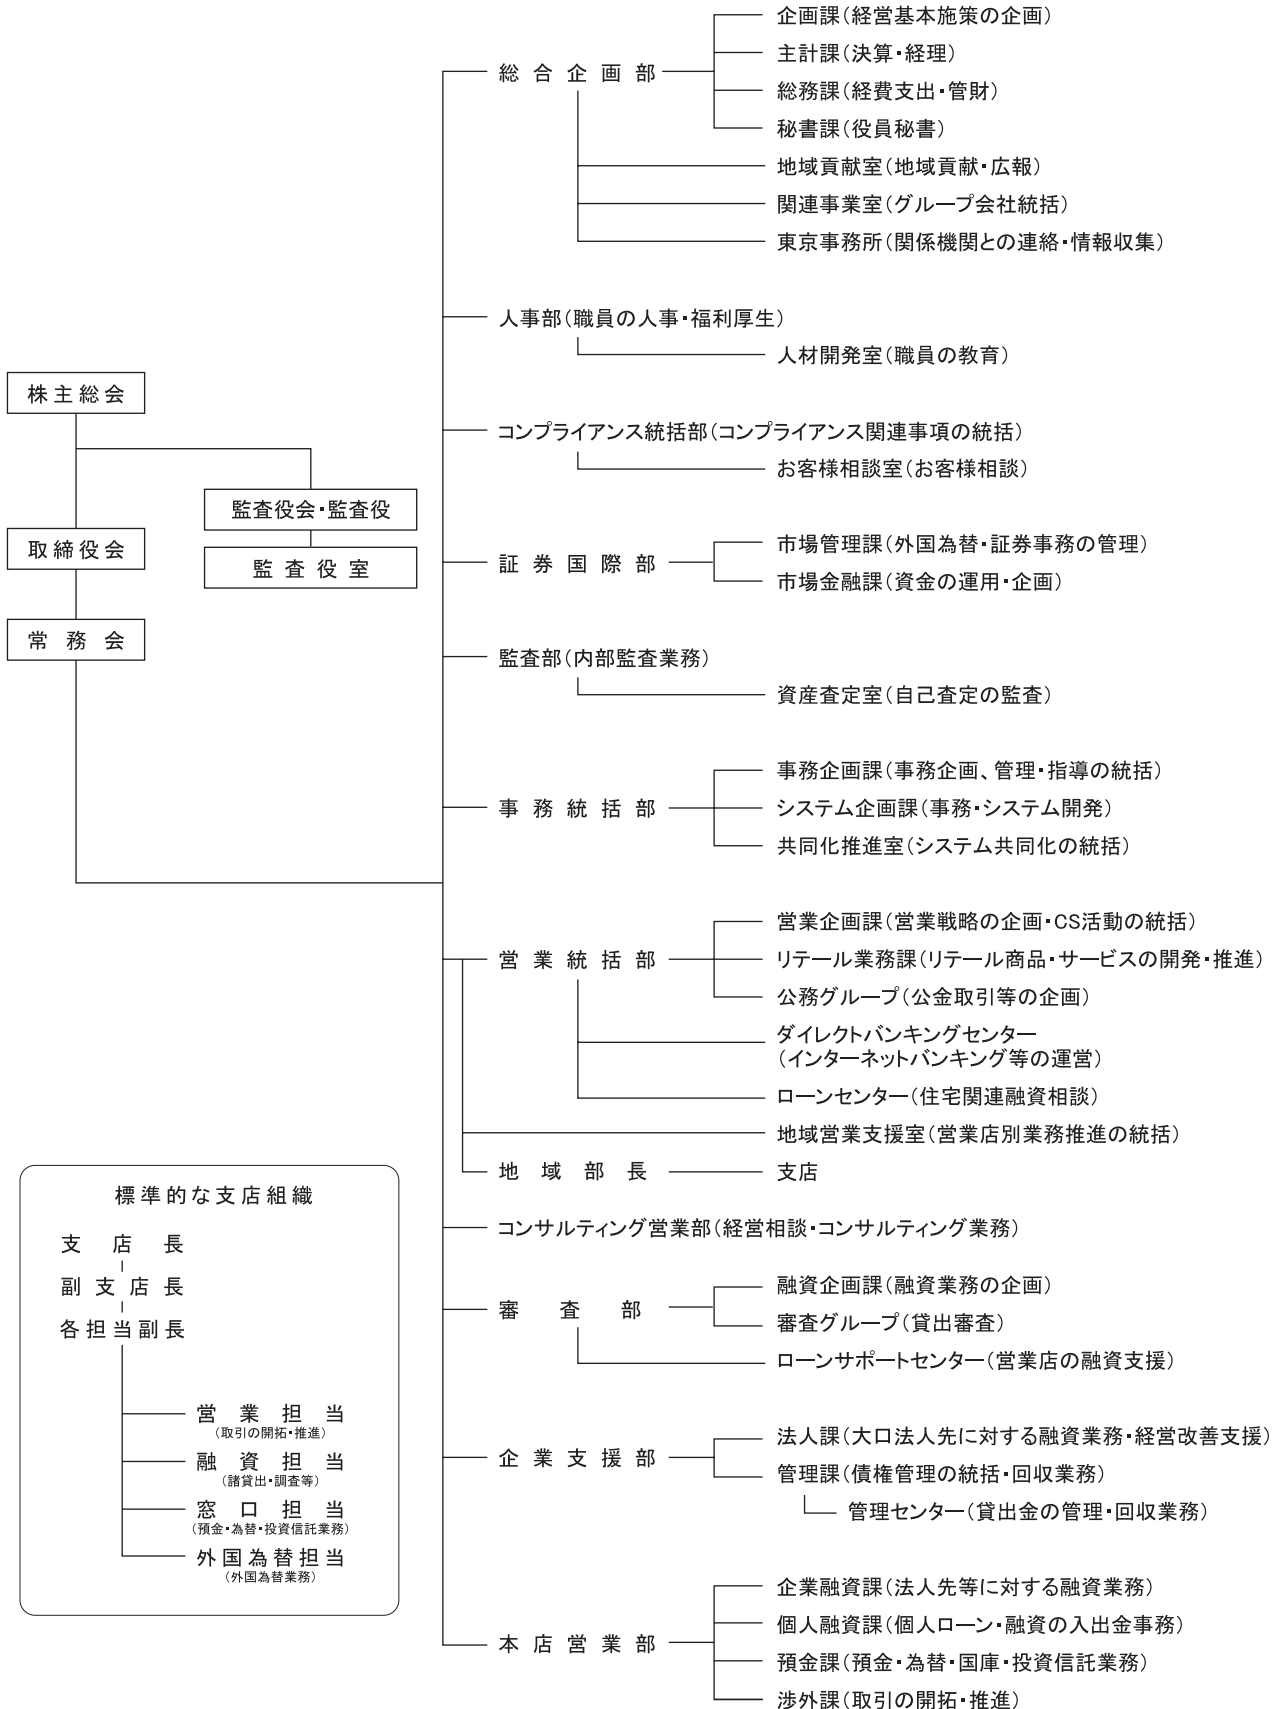 株主総会
監査役会・監査役
監査役室
取締役会
常務会
総合企画部
企画課(経営基本施策の企画)
主計課(決算・経理)
総務課(経費支出・管財)
秘書課(役員秘書)
地域貢献室(地域貢献・広報)
関連事業室(グループ会社統括)
東京事務所(関係機関との連絡・情報収集)
人事部(職員の人事・福利厚生)
人材開発室(職員の教育)
コンプライアンス統括部(コンプライアンス関連事項の統括)
お客様相談室(お客様相談)
証券国際部
市場管理課(外国為替・証券事務の管理)
市場金融課(資金の運用・企画)
監査部(内部監査業務)
資産査定室(自己査定の監査)
事務統括部
事務企画課(事務企画、管理・指導の統括)
システム企画課(事務・システム開発)
共同化推進室(システム共同化の統括)
営業統括部
営業企画課(営業戦略の企画・CS活動の統括)
リテール業務課(リテール商品・サービスの開発・推進)
公務グループ(公金取引等の企画)
ダイレクトバンキングセンター
(インターネットバンキング等の運営)
ローンセンター(住宅関連融資相談)
地域営業支援室(営業店別業務推進の統括)
地域部長
支店
コンサルティング営業部(経営相談・コンサルティング業務)
審査部
融資企画課(融資業務の企画)
審査グループ(貸出審査)
ローンサポートセンター(営業店の融資支援)
企業支援部
法人課(大口法人先に対する融資業務・経営改善支援)
管理課(債権管理の統括・回収業務)
管理センター(貸出金の管理・回収業務)
本店営業部
企業融資課(法人先等に対する融資業務)
個人融資課(個人ローン・融資の入出金事務)
預金課(預金・為替・国庫・投資信託業務)
渉外課(取引の開拓・推進)
標準的な支店組織
支店長
副支店長
各担当副長
営業担当
(取引の開拓・推進)
融資担当
(諸貸出・調査等)
窓口担当
(預金・為替・投資信託業務)
外国為替担当
(外国為替業務)